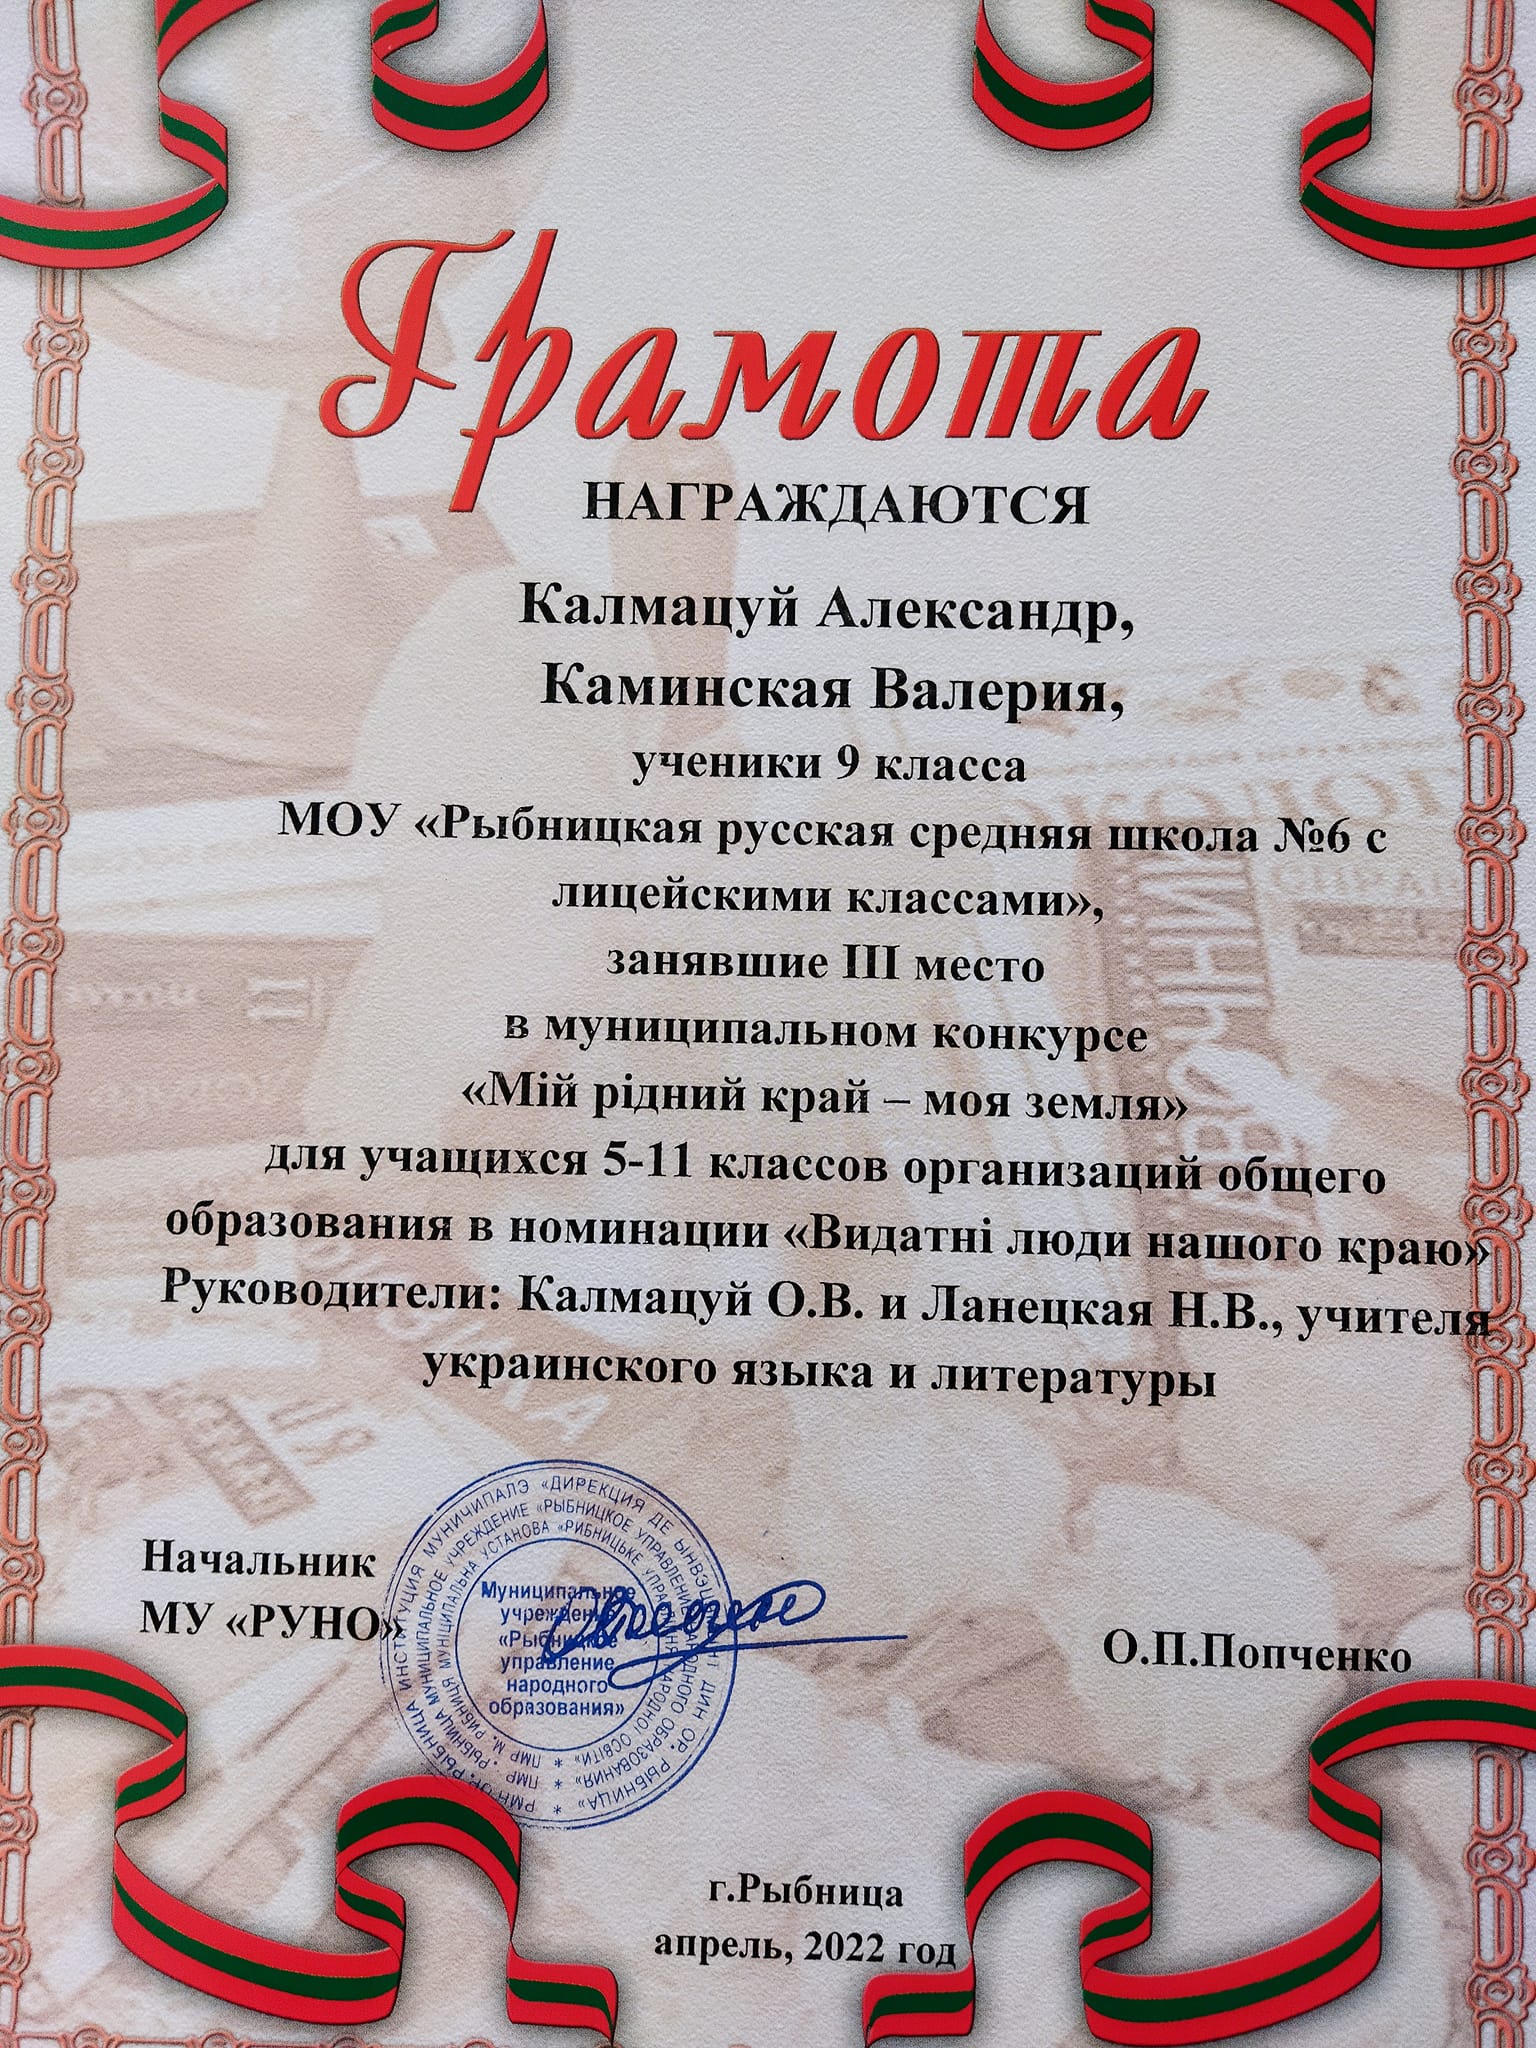 Грамота
НАГРАЖДАЮТСЯ
Калмацуй Александр,
Каминская Валерия,
ученики 9 класса
МОУ «Рыбницкая русская средняя школа №6 с
лицейскими классами»,
занявшие III место
в муниципальном конкурсе
«Мій рідний край – моя земля»
для учащихся 5-11 классов организаций общего
образования в номинации «Видатні люди нашого краю»
Руководители: Калмацуй О.В. и Ланецкая Н.В., учителя
украинского языка и литературы
Начальник
МУ «РУНО»
О.П.Попченко
Муниципальное
учреждение
«Рыбницкое
управление
народного
образования»
г.Рыбница
апрель, 2022 год